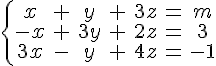 x + y + 3z = m
-x + 3y + 2z = 3
3x - y + 4z = -1